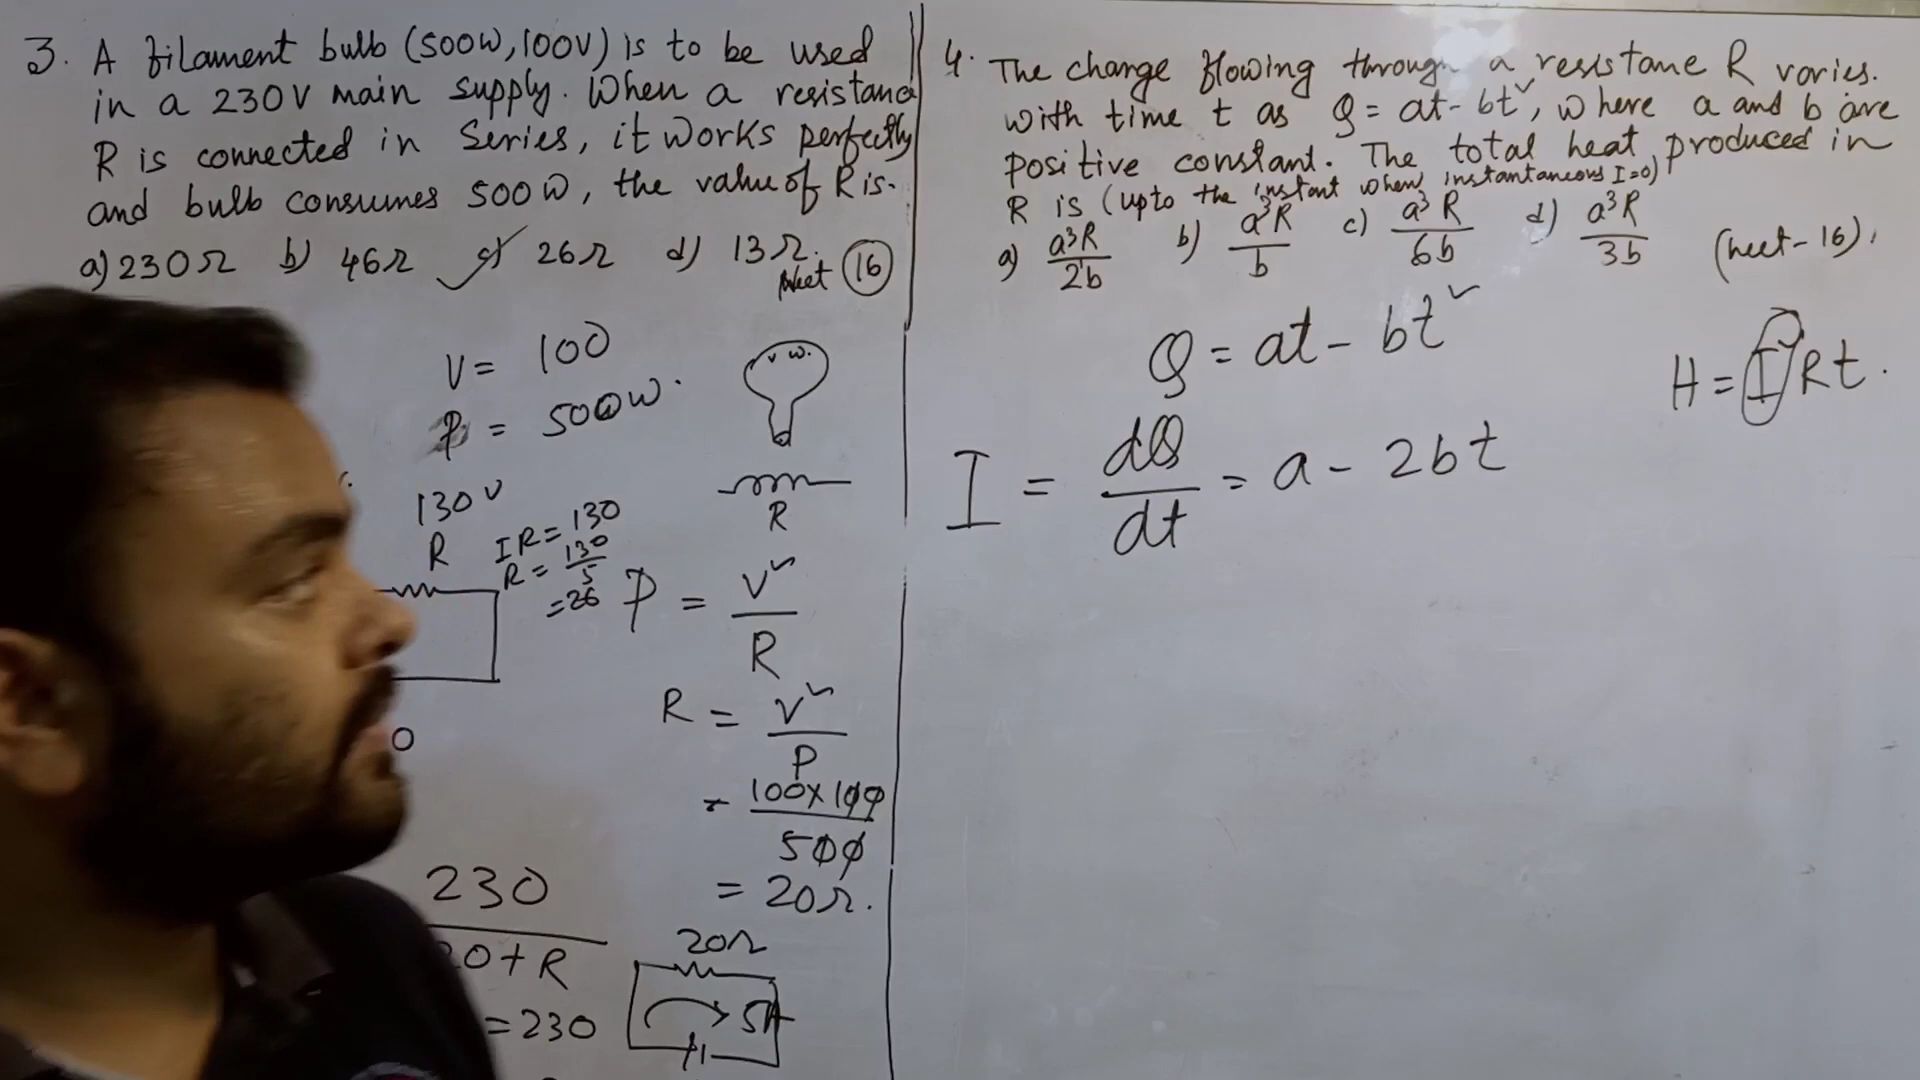 3. A filament bulb (500W, 100V) is to be used
in a 230V main supply. When a resistance
R is connected in Series, it works perfectly
and bulb consumes 500W, the value of R is.
a) 230Ω b) 46Ω c) 26Ω d) 13Ω.
Neet 16
V = 100
P = 500W.
V W.
130 V
R
IR = 130
R = 130/5
= 26
R
P = V²/R
R = V²/P
= 100×100/500
= 20Ω.
0
230
20+R
= 230
20Ω
5A
4. The charge flowing through a resistane R varies.
with time t as Q = at - bt², where a and b are
positive constant. The total heat produced in
R is (upto the instant when instantaneous I=0)
a) a³R/2b b) a³R/b c) a³R/6b d) a³R/3b (neet-16),
Q = at - bt²
H = I²Rt.
I = dQ/dt = a - 2bt